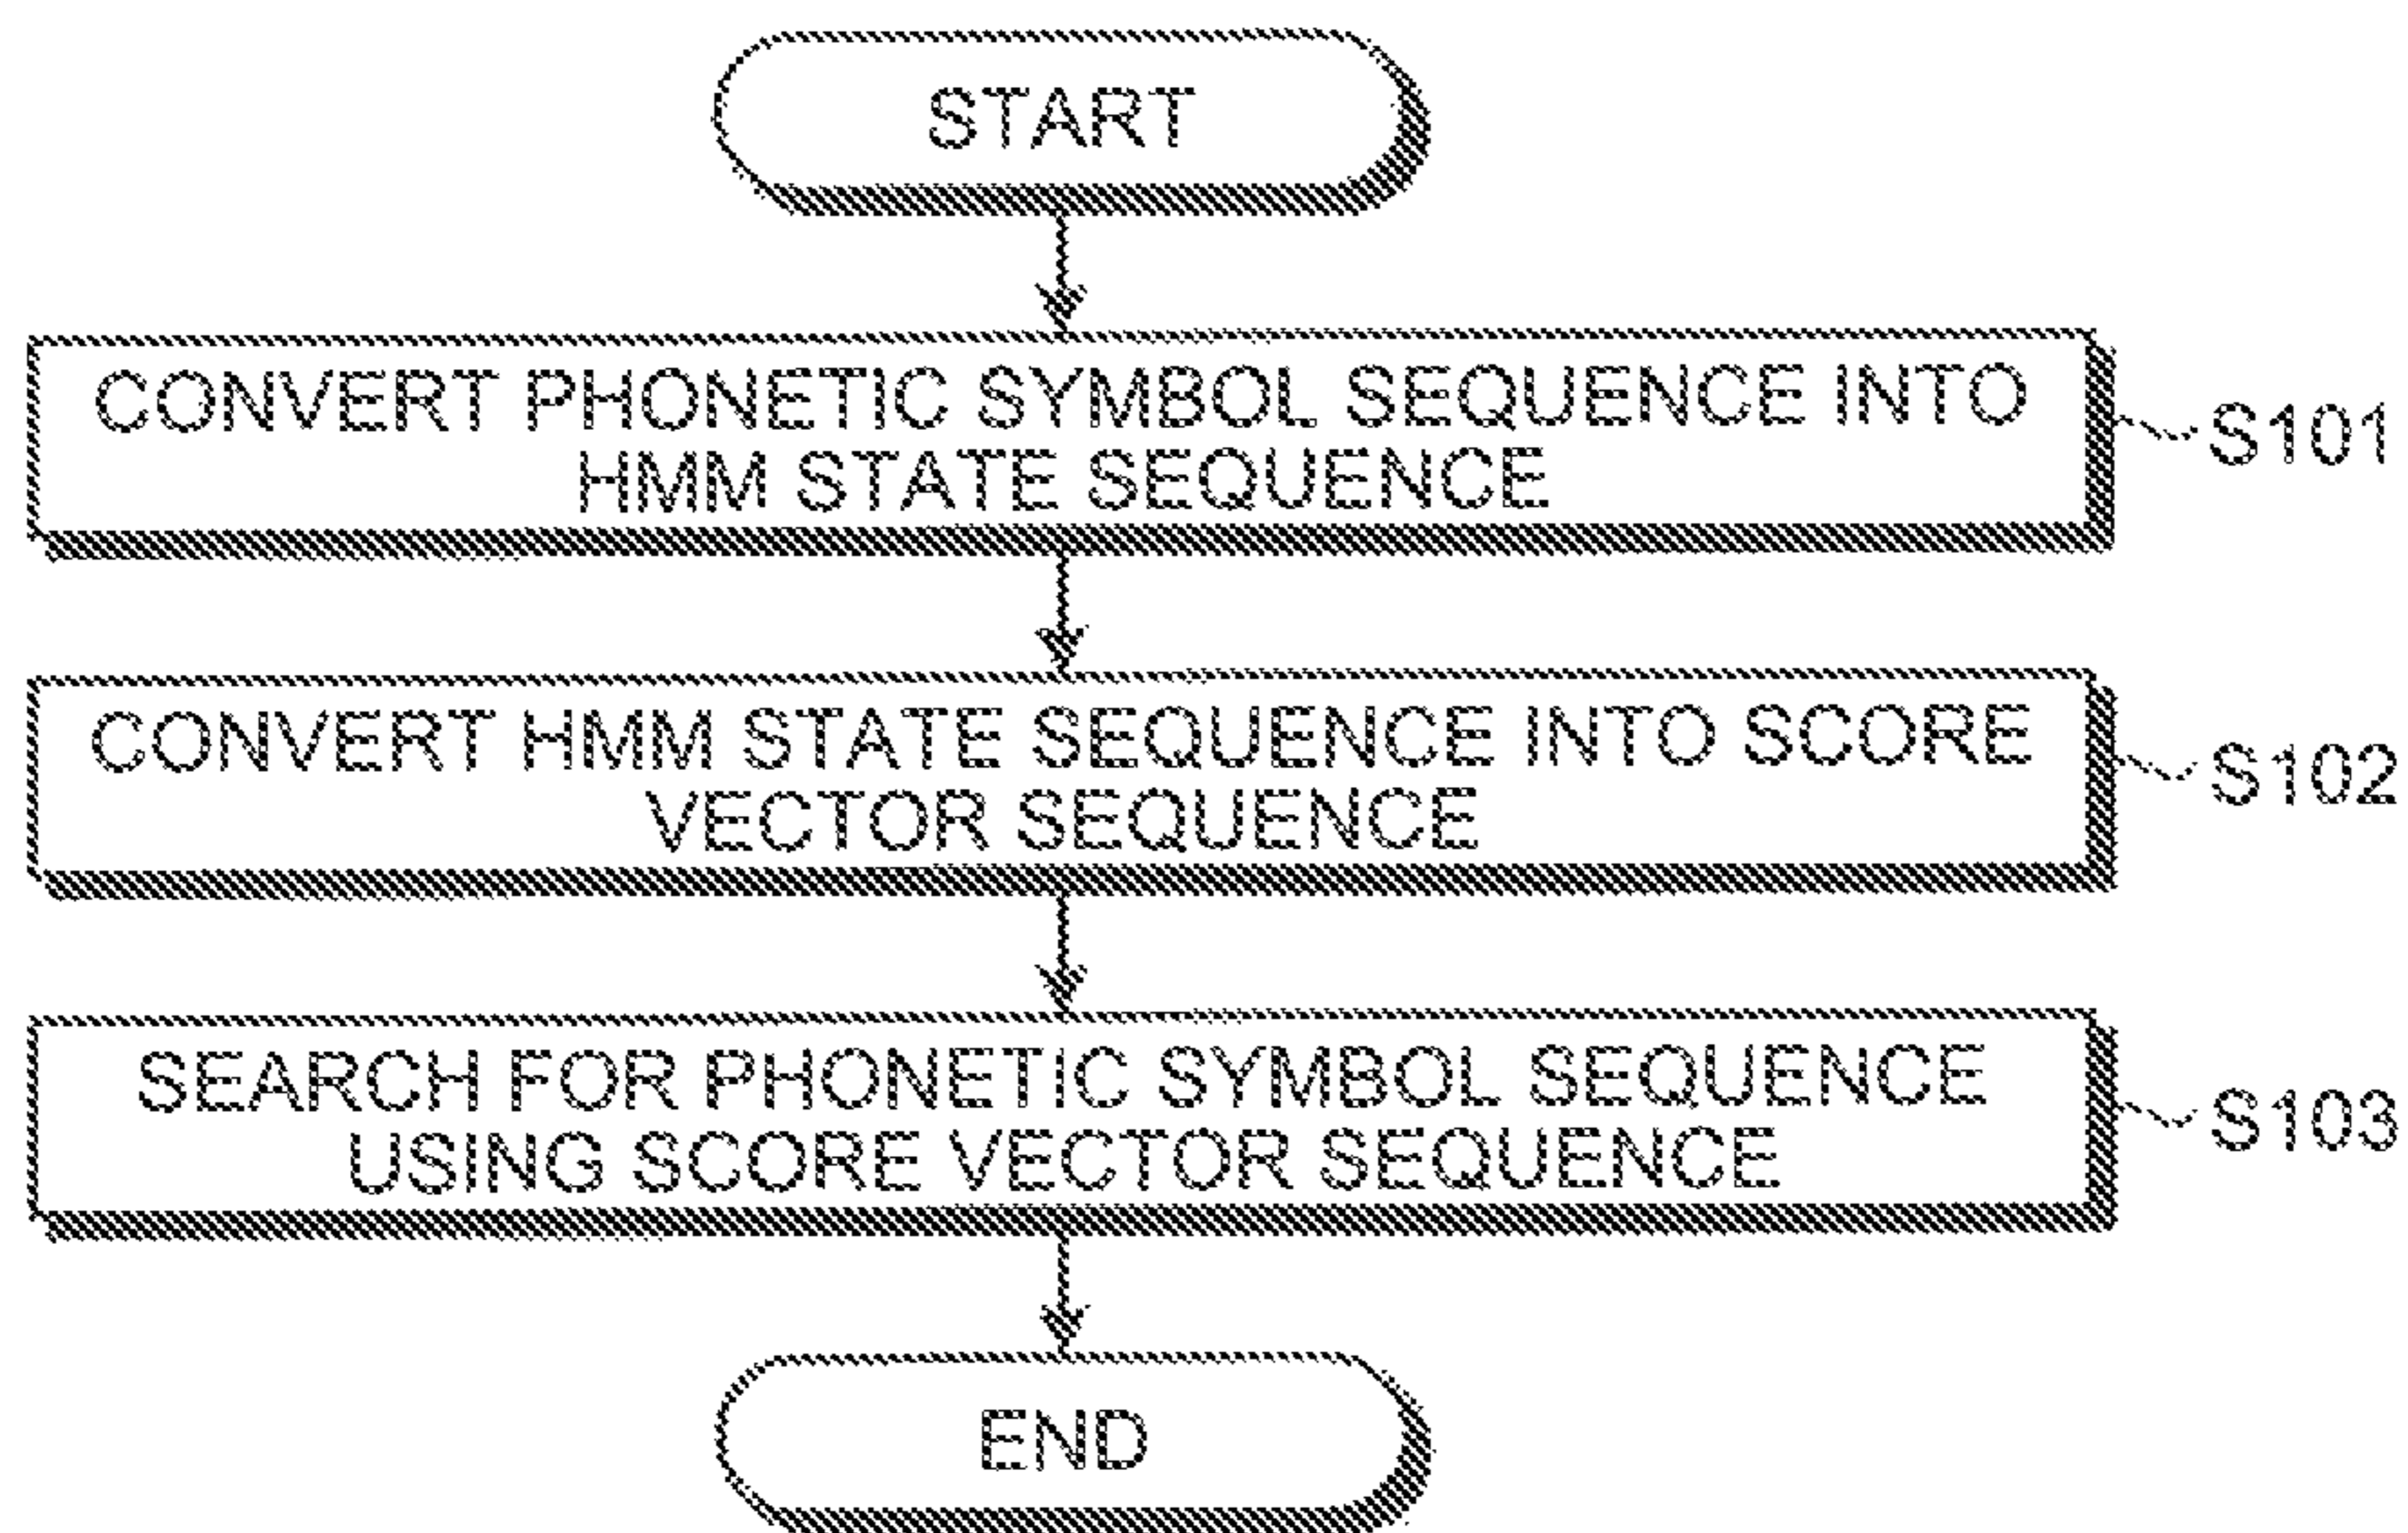 START
CONVERT PHONETIC SYMBOL SEQUENCE INTO
HMM STATE SEQUENCE
S101
CONVERT HMM STATE SEQUENCE INTO SCORE
VECTOR SEQUENCE
S102
SEARCH FOR PHONETIC SYMBOL SEQUENCE
USING SCORE VECTOR SEQUENCE
S103
END